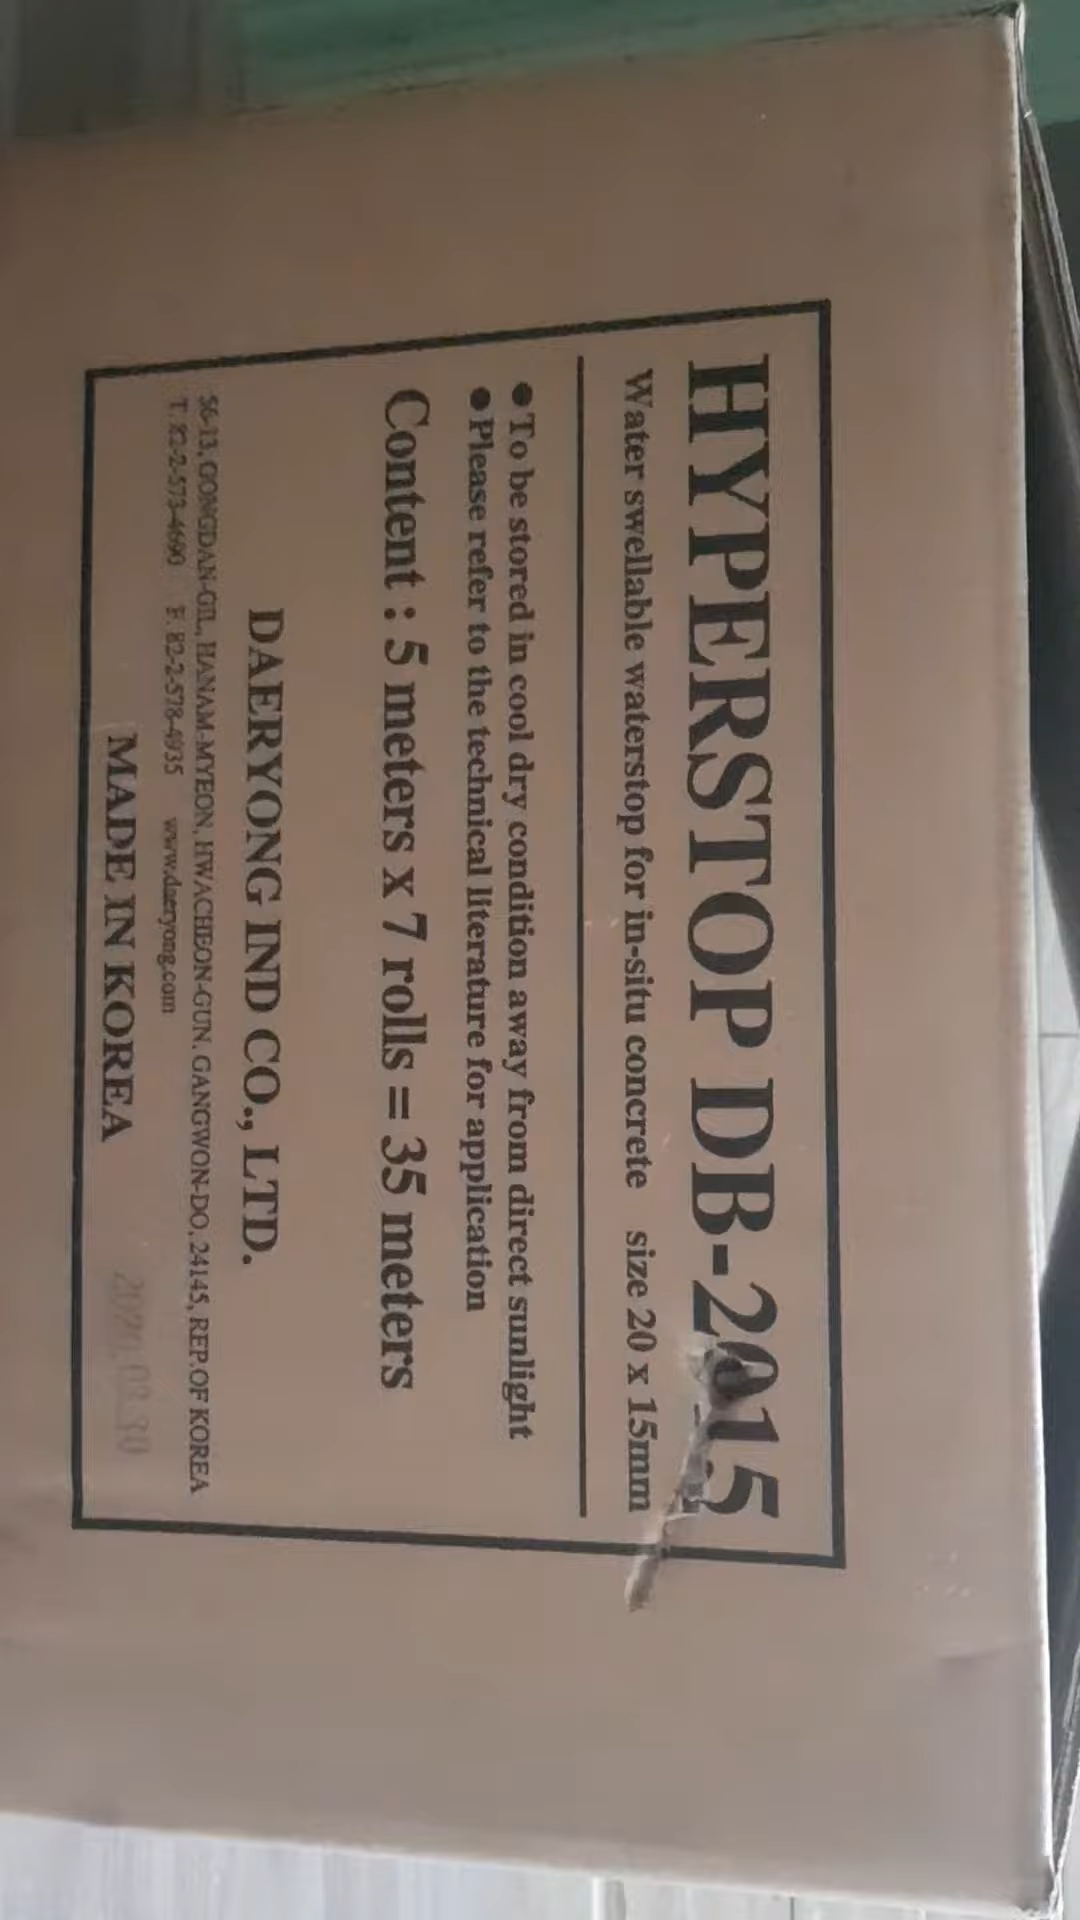 HYPERSTOP DB-2015
Water swellable waterstop for in-situ concrete size 20 x 15mm
●To be stored in cool dry condition away from direct sunlight
●Please refer to the technical literature for application
Content : 5 meters x 7 rolls = 35 meters
DAERYONG IND CO., LTD.
56-13, GONGDAN-GIL, HANAM-MYEON, HWACHEON-GUN. GANGWON-DO, 24145, REP.OF KOREA
T. 82-2-573-4690 F. 82-2-578-4935 www.daeryong.com
MADE IN KOREA